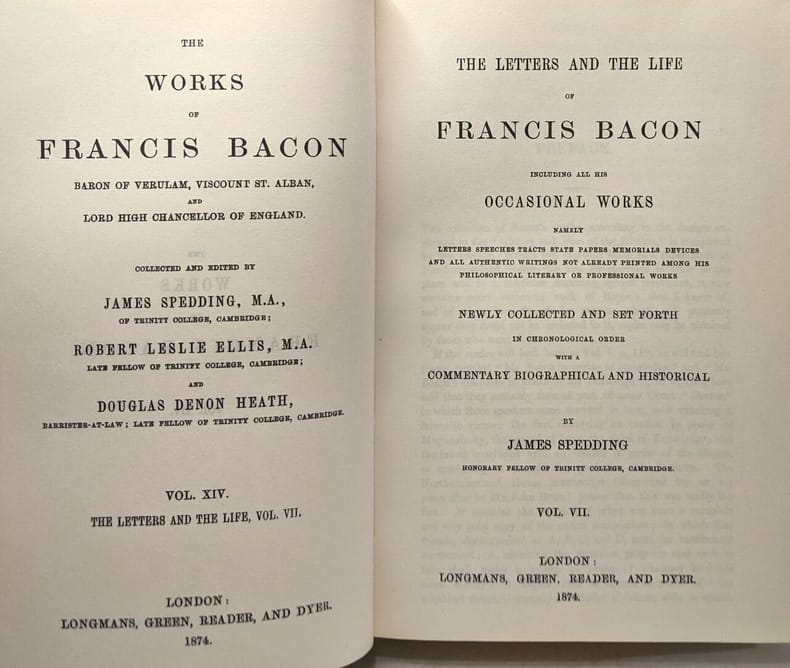 THE
WORKS
OF
FRANCIS BACON
BARON OF VERULAM, VISCOUNT ST. ALBAN,
AND
LORD HIGH CHANCELLOR OF ENGLAND.
COLLECTED AND EDITED BY
JAMES SPEDDING, M.A.,
OF TRINITY COLLEGE, CAMBRIDGE;
ROBERT LESLIE ELLIS, M.A.
LATE FELLOW OF TRINITY COLLEGE, CAMBRIDGE;
AND
DOUGLAS DENON HEATH,
BARRISTER-AT-LAW; LATE FELLOW OF TRINITY COLLEGE, CAMBRIDGE.
VOL. XIV.
THE LETTERS AND THE LIFE, VOL. VII.
LONDON:
LONGMANS, GREEN, READER, AND DYER.
1874.
THE LETTERS AND THE LIFE
OF
FRANCIS BACON
INCLUDING ALL HIS
OCCASIONAL WORKS
NAMELY
LETTERS SPEECHES TRACTS STATE PAPERS MEMORIALS DEVICES
AND ALL AUTHENTIC WRITINGS NOT ALREADY PRINTED AMONG HIS
PHILOSOPHICAL LITERARY OR PROFESSIONAL WORKS
NEWLY COLLECTED AND SET FORTH
IN CHRONOLOGICAL ORDER
WITH A
COMMENTARY BIOGRAPHICAL AND HISTORICAL
BY
JAMES SPEDDING
HONORARY FELLOW OF TRINITY COLLEGE, CAMBRIDGE.
VOL. VII.
LONDON:
LONGMANS, GREEN, READER, AND DYER.
1874.